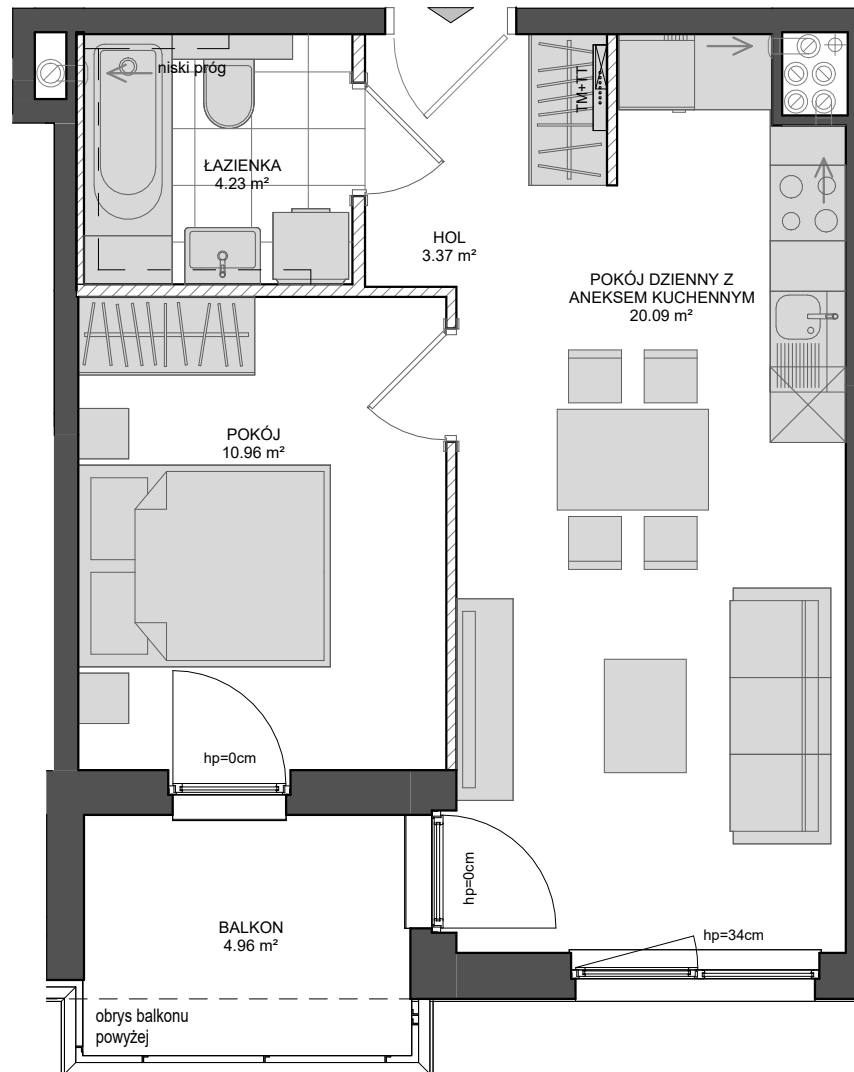 niski próg
TM+TT
ŁAZIENKA
4.23 m²
HOL
3.37 m²
POKÓJ DZIENNY Z
ANEKSEM KUCHENNYM
20.09 m²
POKÓJ
10.96 m²
hp=0cm
hp=0cm
BALKON
4.96 m²
hp=34cm
obrys balkonu
powyżej